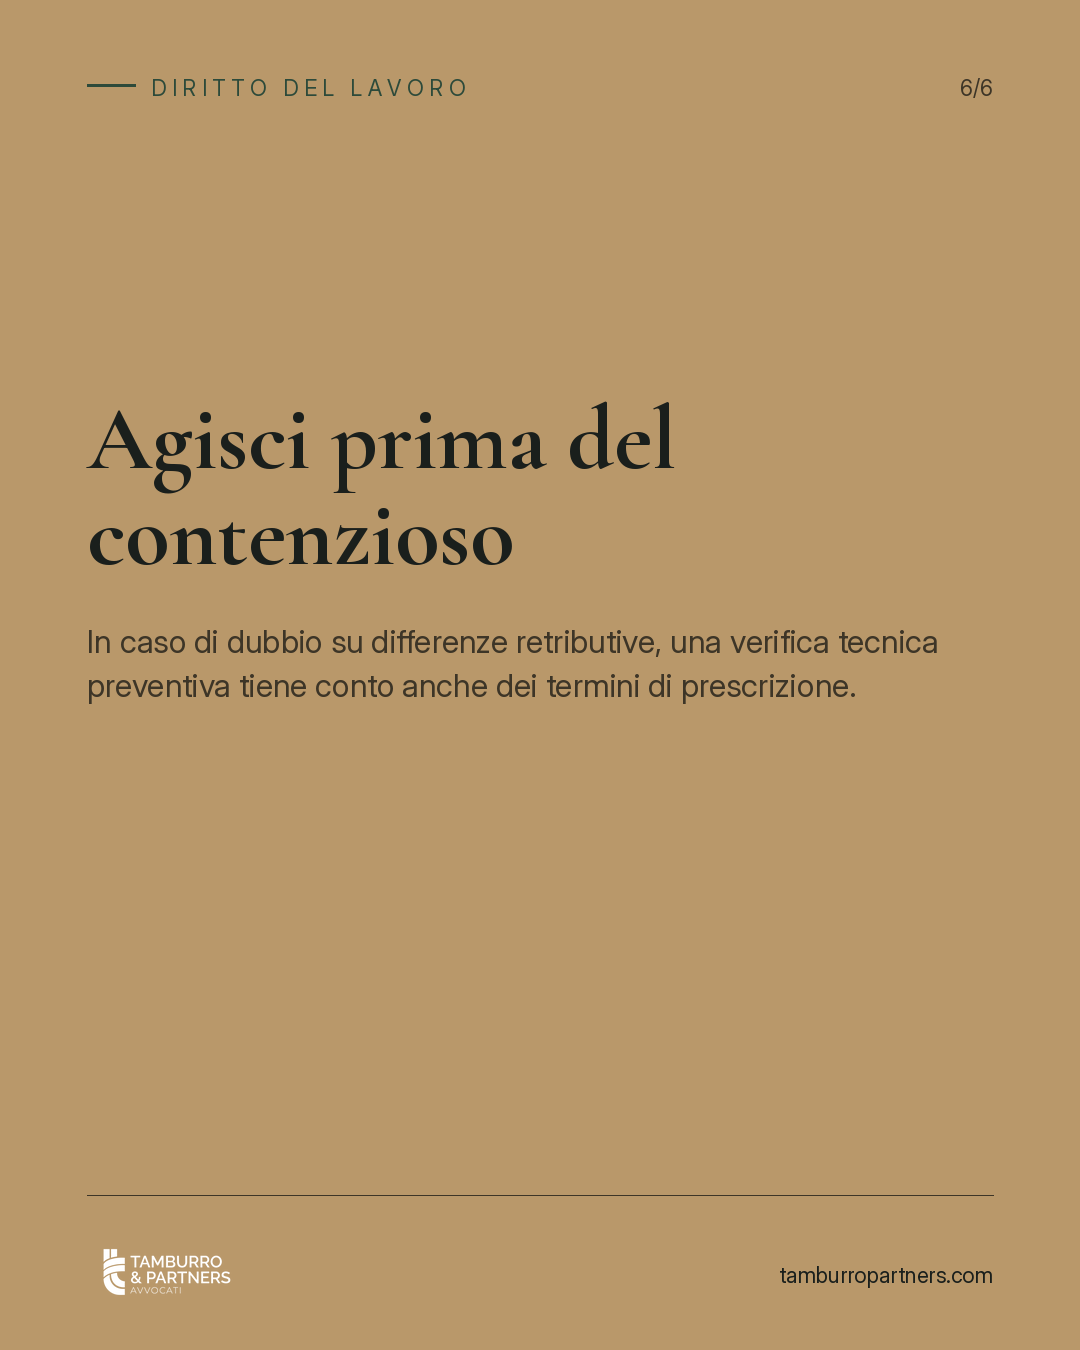 DIRITTO DEL LAVORO
6/6
Agisci prima del
contenzioso
In caso di dubbio su differenze retributive, una verifica tecnica
preventiva tiene conto anche dei termini di prescrizione.
TAMBURRO
& PARTNERS
AVVOCATI
tamburropartners.com